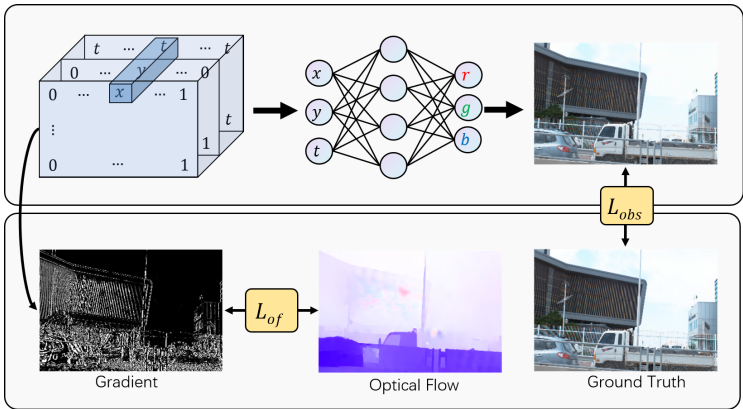 t ... t ... t
0 ... y ... 0
0 ... x ... 1
⋮
t
1
0 ... 1
x
y
t
r
g
b
L_obs
L_of
Gradient
Optical Flow
Ground Truth